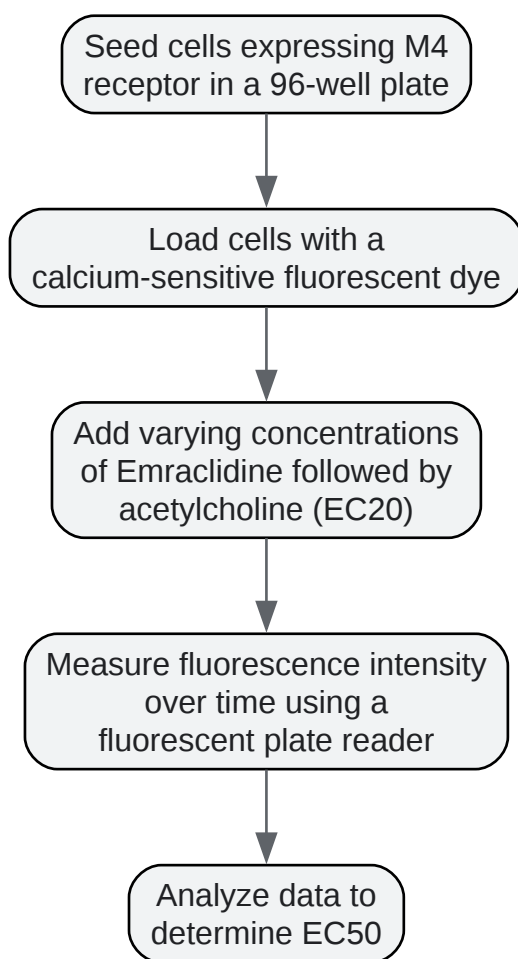 Seed cells expressing M4
receptor in a 96-well plate
Load cells with a
calcium-sensitive fluorescent dye
Add varying concentrations
of Emraclidine followed by
acetylcholine (EC20)
Measure fluorescence intensity
over time using a
fluorescent plate reader
Analyze data to
determine EC50